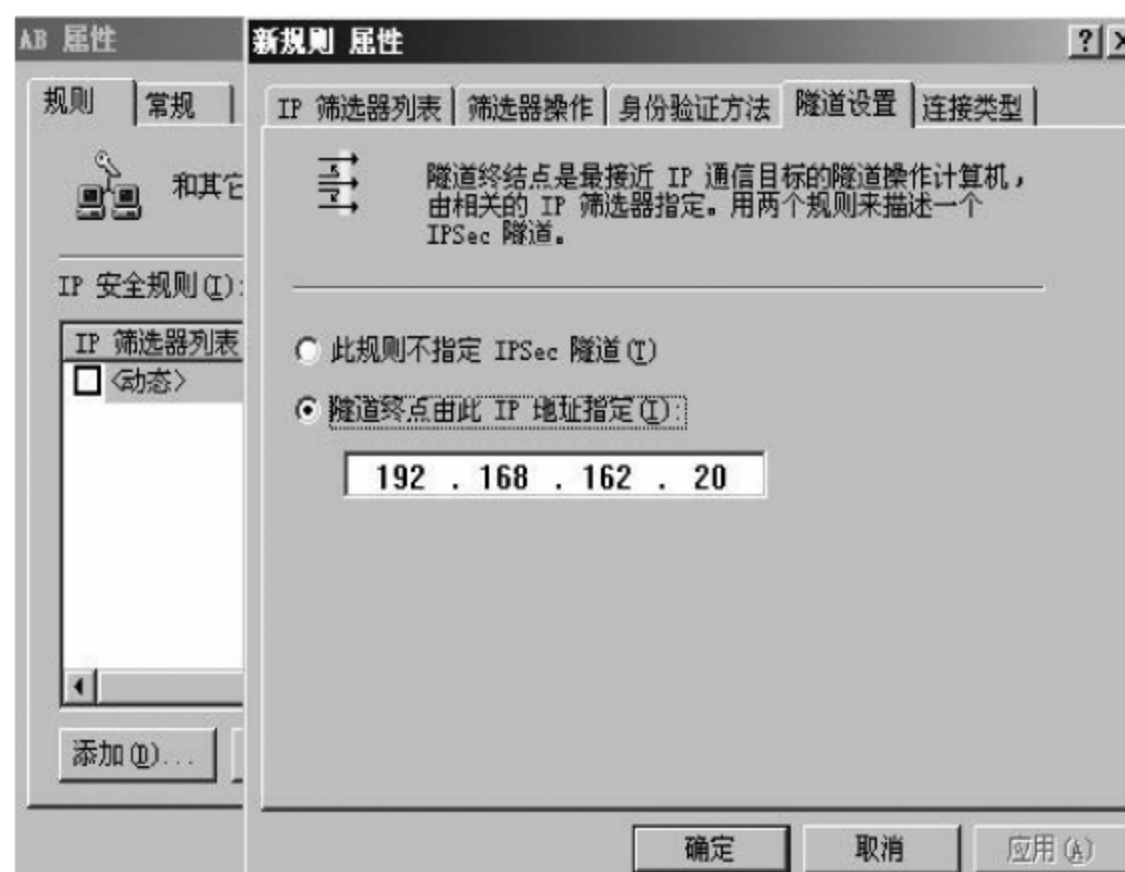 AB 属性
规则 常规
和其它
IP 安全规则(I):
IP 筛选器列表
<动态>
添加(D)...
新规则 属性
IP 筛选器列表 筛选器操作 身份验证方法 隧道设置 连接类型
隧道终结点是最接近 IP 通信目标的隧道操作计算机，
由相关的 IP 筛选器指定。用两个规则来描述一个
IPSec 隧道。
此规则不指定 IPSec 隧道(T)
隧道终点由此 IP 地址指定(I):
192 . 168 . 162 . 20
确定 取消 应用(A)